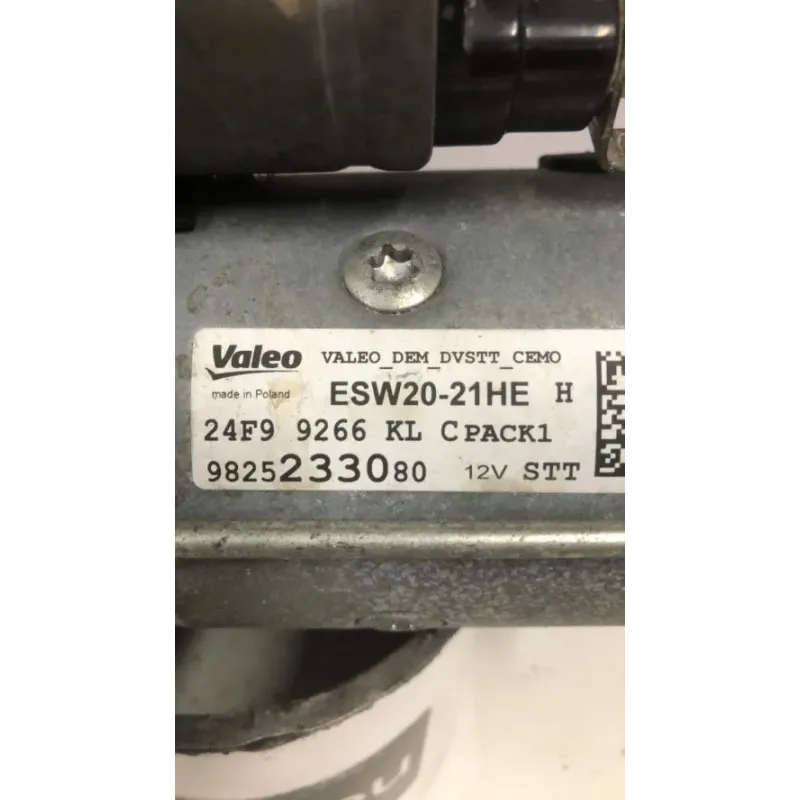 Valeo VALEO_DEM_DVSTT_CEMO
made in Poland ESW20-21HE H
24F9 9266 KL CPACK1
9825233080 12V STT